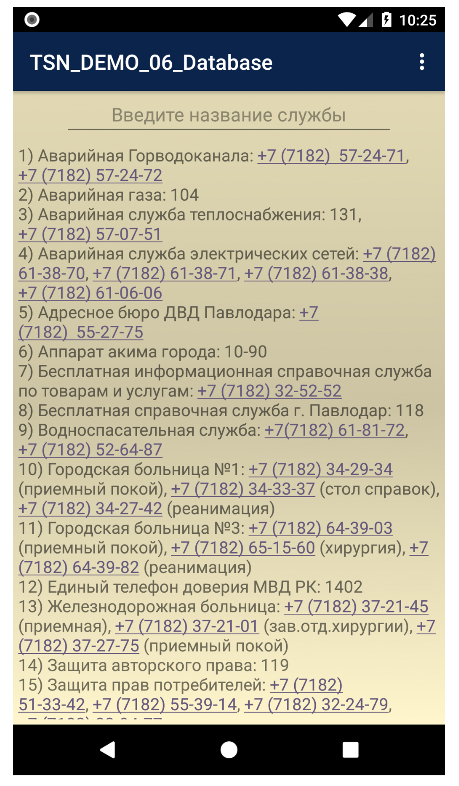 10:25
TSN_DEMO_06_Database
Введите название службы
1) Аварийная Горводоканала: +7 (7182) 57-24-71,
+7 (7182) 57-24-72
2) Аварийная газа: 104
3) Аварийная служба теплоснабжения: 131,
+7 (7182) 57-07-51
4) Аварийная служба электрических сетей: +7 (7182)
61-38-70, +7 (7182) 61-38-71, +7 (7182) 61-38-38,
+7 (7182) 61-06-06
5) Адресное бюро ДВД Павлодара: +7
(7182) 55-27-75
6) Аппарат акима города: 10-90
7) Бесплатная информационная справочная служба
по товарам и услугам: +7 (7182) 32-52-52
8) Бесплатная справочная служба г. Павлодар: 118
9) Водноспасательная служба: +7(7182) 61-81-72,
+7 (7182) 52-64-87
10) Городская больница №1: +7 (7182) 34-29-34
(приемный покой), +7 (7182) 34-33-37 (стол справок),
+7 (7182) 34-27-42 (реанимация)
11) Городская больница №3: +7 (7182) 64-39-03
(приемный покой), +7 (7182) 65-15-60 (хирургия), +7
(7182) 64-39-82 (реанимация)
12) Единый телефон доверия МВД РК: 1402
13) Железнодорожная больница: +7 (7182) 37-21-45
(приемная), +7 (7182) 37-21-01 (зав.отд.хирургии), +7
(7182) 37-27-75 (приемный покой)
14) Защита авторского права: 119
15) Защита прав потребителей: +7 (7182)
51-33-42, +7 (7182) 55-39-14, +7 (7182) 32-24-79,